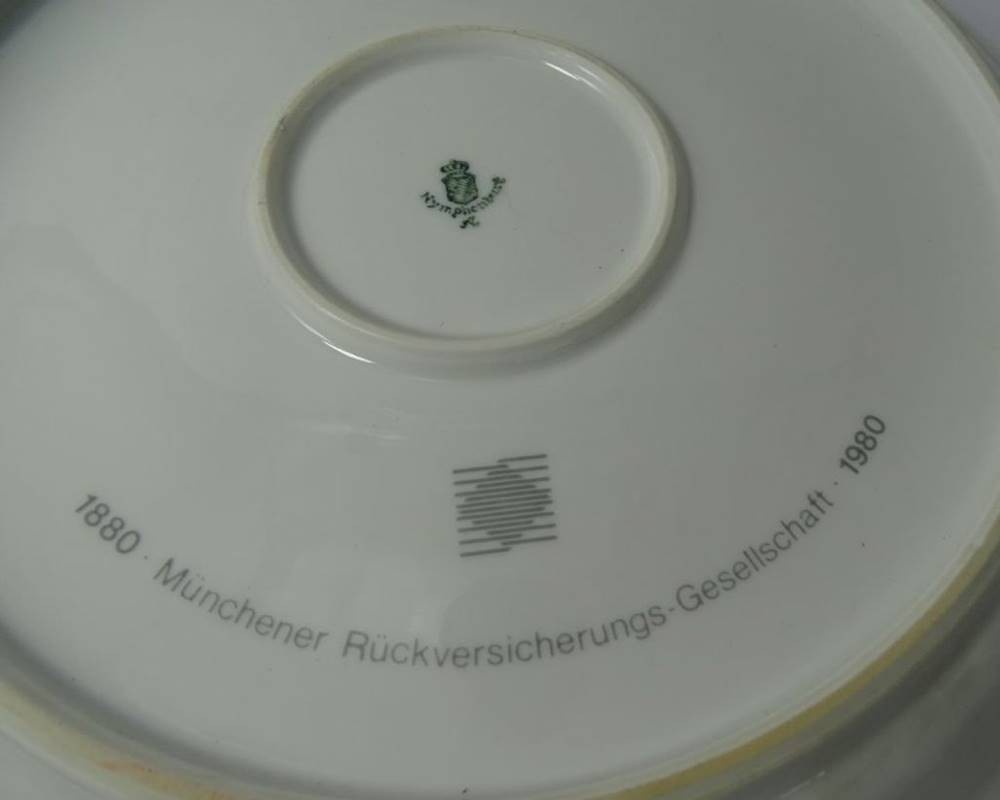 Nymphenburg
1880 · Münchener Rückversicherungs-Gesellschaft · 1980